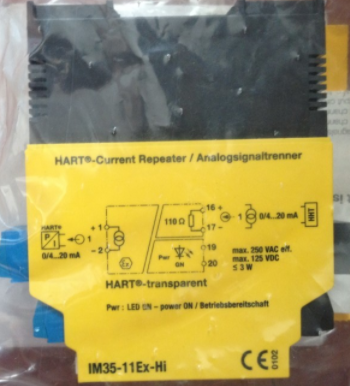 HART®-Current Repeater / Analogsignaltrenner
HART®
P
I
0/4...20 mA
1
+ 1
- 2
Ex
110 Ω
16 +
17 -
1
0/4...20 mA
HHT
Pwr
ON
19
20
max. 250 VAC eff.
max. 125 VDC
≤ 3 W
HART®-transparent
Pwr : LED ON - power ON / Betriebsbereitschaft
IM35-11Ex-Hi
CE
0102